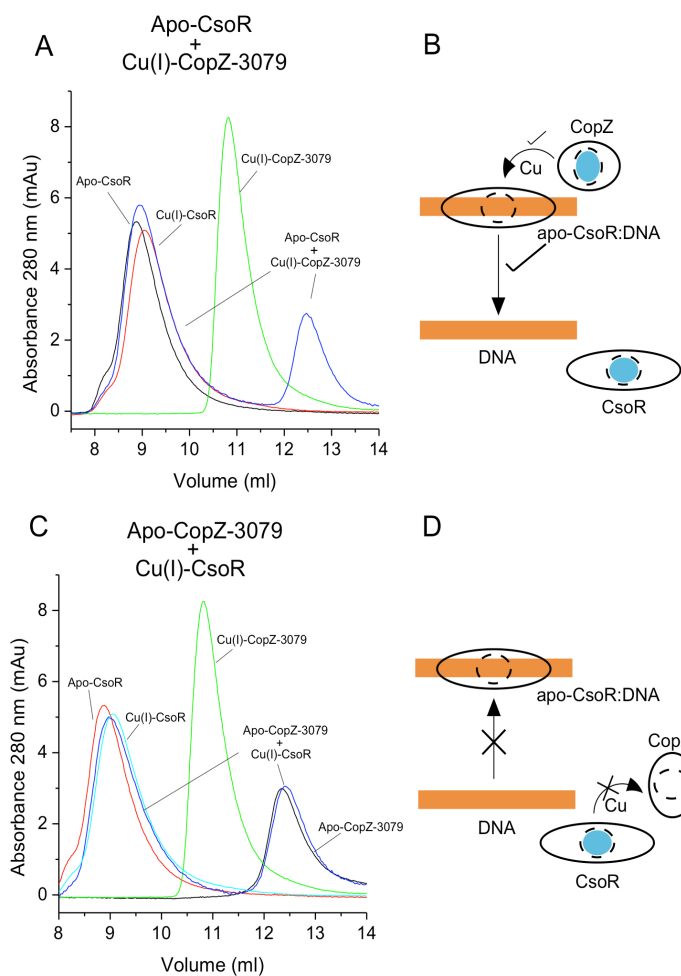 A
Apo-CsoR
+
Cu(I)-CopZ-3079
Absorbance 280 nm (mAu)
8
6
4
2
0
8
9
10
11
12
13
14
Volume (ml)
Apo-CsoR
Cu(I)-CsoR
Cu(I)-CopZ-3079
Apo-CsoR
+
Cu(I)-CopZ-3079
B
CopZ
Cu
apo-CsoR:DNA
DNA
CsoR
C
Apo-CopZ-3079
+
Cu(I)-CsoR
Absorbance 280 nm (mAu)
8
6
4
2
0
8
9
10
11
12
13
14
Volume (ml)
Apo-CsoR
Cu(I)-CsoR
Cu(I)-CopZ-3079
Apo-CopZ-3079
+
Cu(I)-CsoR
Apo-CopZ-3079
D
apo-CsoR:DNA
Cop
Cu
DNA
CsoR